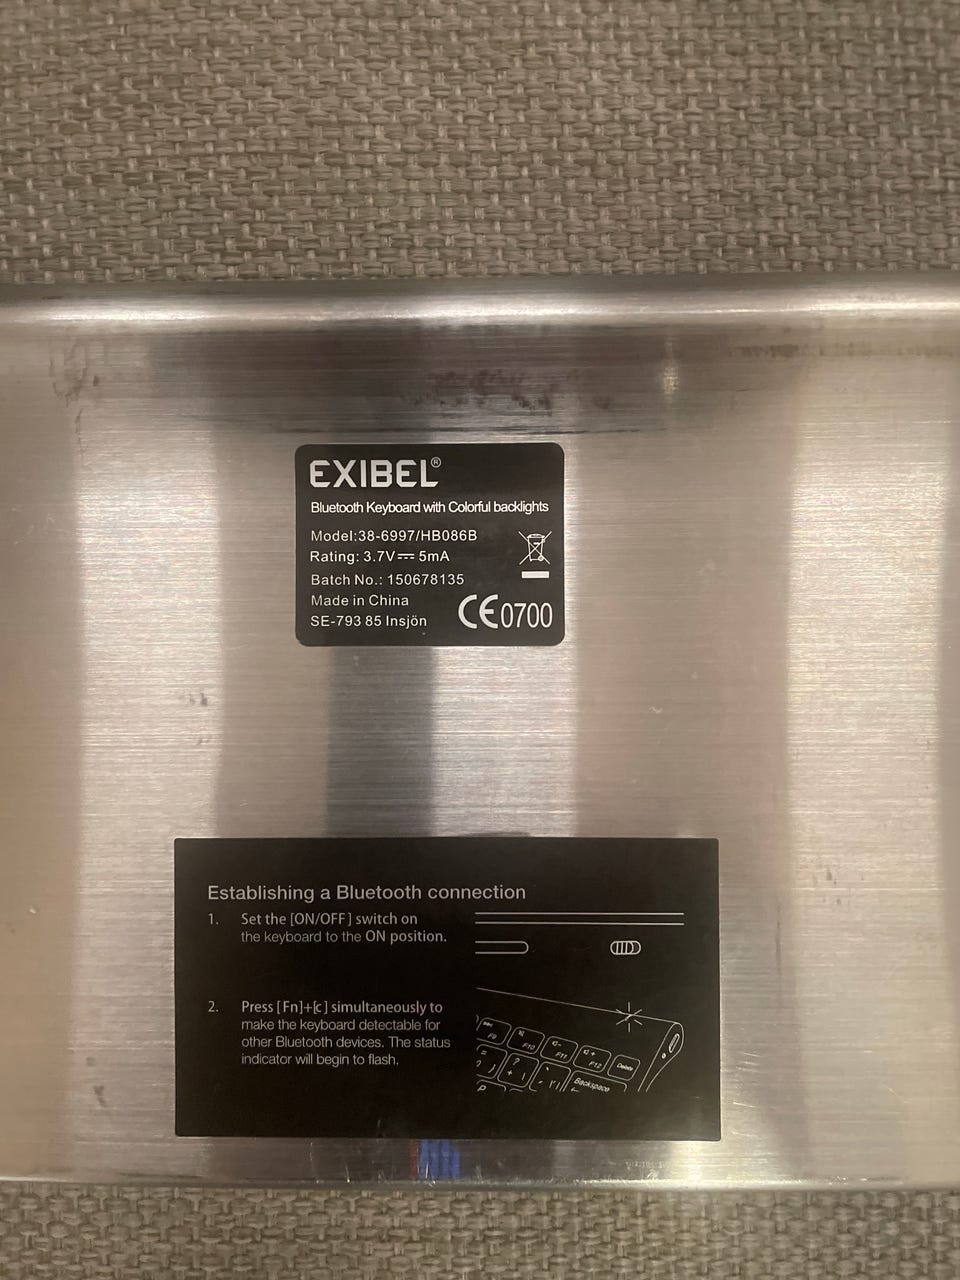 EXIBEL®
Bluetooth Keyboard with Colorful backlights
Model:38-6997/HB086B
Rating: 3.7V⎓5mA
Batch No.: 150678135
Made in China
SE-793 85 Insjön
CE0700
Establishing a Bluetooth connection
1. Set the [ON/OFF] switch on
the keyboard to the ON position.
2. Press [Fn]+[c] simultaneously to
make the keyboard detectable for
other Bluetooth devices. The status
indicator will begin to flash.
F9 F10 F11 F12 Delete
Backspace
P